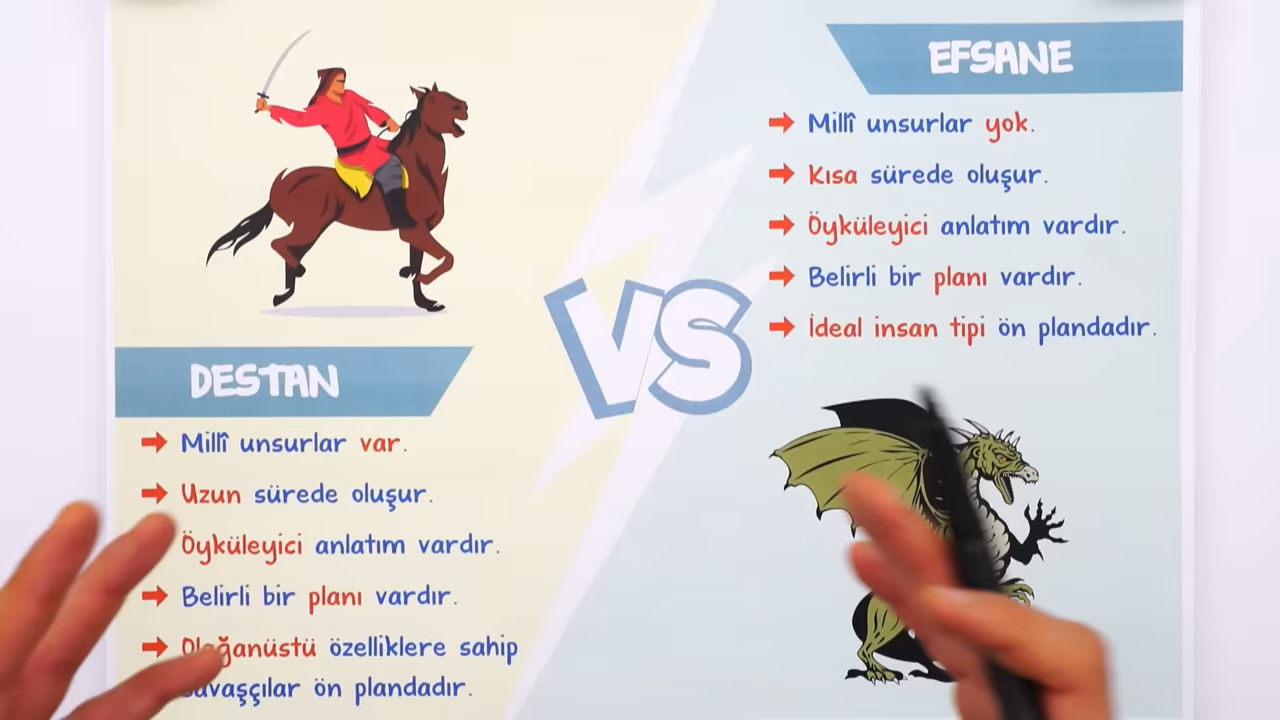 DESTAN
Millî unsurlar var.
Uzun sürede oluşur.
Öyküleyici anlatım vardır.
Belirli bir planı vardır.
Olağanüstü özelliklere sahip
savaşçılar ön plandadır.
VS
EFSANE
Millî unsurlar yok.
Kısa sürede oluşur.
Öyküleyici anlatım vardır.
Belirli bir planı vardır.
İdeal insan tipi ön plandadır.